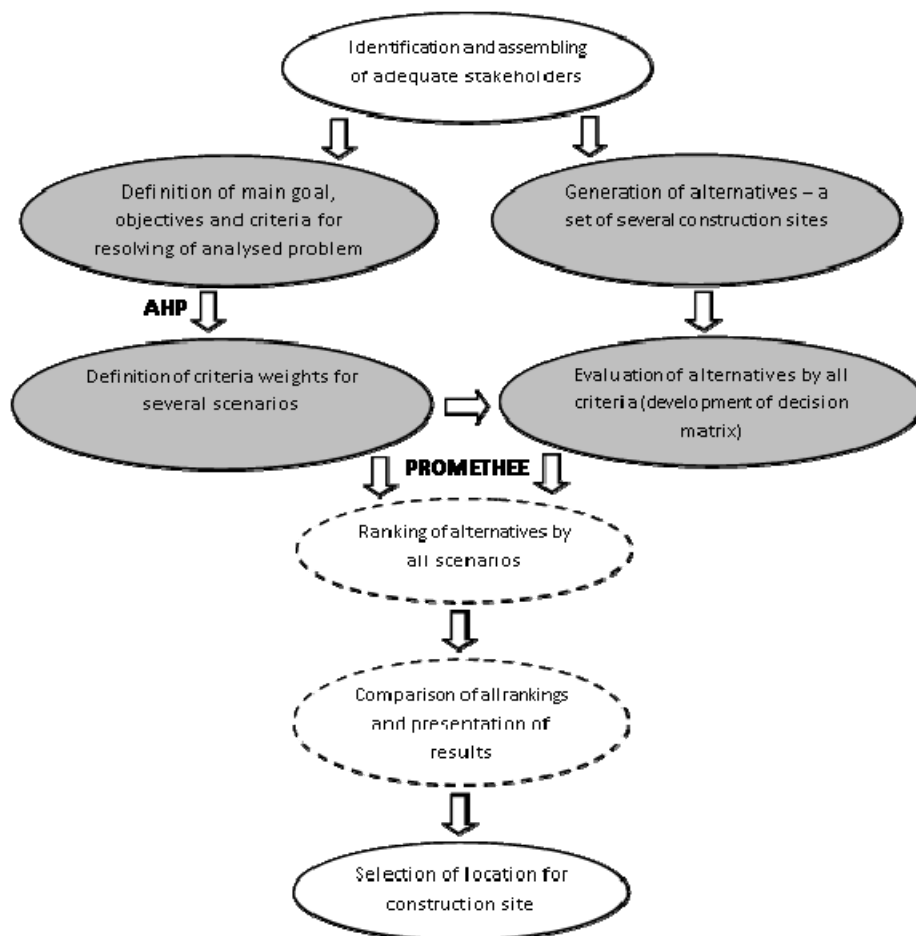 Identification and assembling
of adequate stakeholders
Definition of main goal,
objectives and criteria for
resolving of analysed problem
Generation of alternatives – a
set of several construction sites
AHP
Definition of criteria weights for
several scenarios
Evaluation of alternatives by all
criteria (development of decision
matrix)
PROMETHEE
Ranking of alternatives by
all scenarios
Comparison of all rankings
and presentation of
results
Selection of location for
construction site